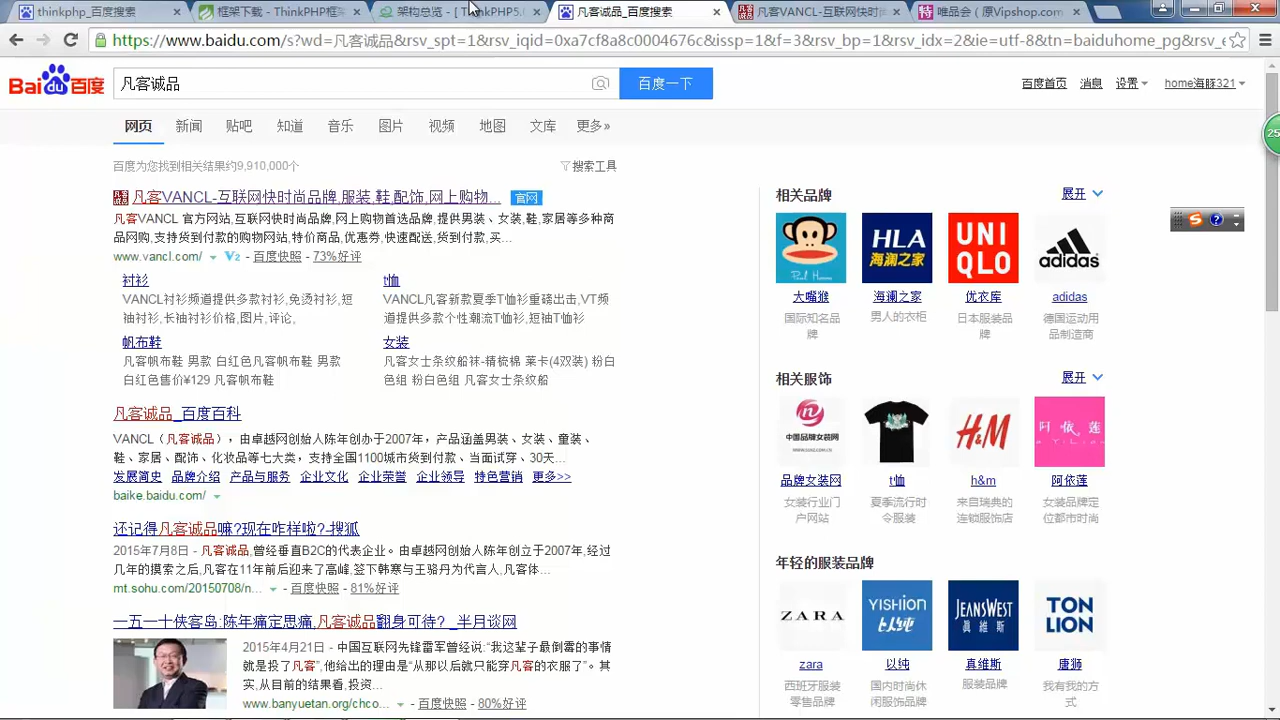 thinkphp_百度搜索
框架下载 - ThinkPHP框
架构总览 - [ThinkPHP5.
凡客诚品_百度搜索
凡客VANCL-互联网快时尚
唯品会（原Vipshop.com
https://www.baidu.com/s?wd=凡客诚品&rsv_spt=1&rsv_iqid=0xa7cf8a8c0004676c&issp=1&f=3&rsv_bp=1&rsv_idx=2&ie=utf-8&tn=baiduhome_pg&rsv_e
Bai du 百度
凡客诚品
百度一下
百度首页 消息 设置 home海豚321
网页 新闻 贴吧 知道 音乐 图片 视频 地图 文库 更多»
百度为您找到相关结果约9,910,000个
搜索工具
凡客VANCL-互联网快时尚品牌,服装,鞋,配饰,网上购物... 官网
凡客VANCL 官方网站,互联网快时尚品牌,网上购物首选品牌,提供男装、女装,鞋,家居等多种商
品网购,支持货到付款的购物网站,特价商品,优惠券,快速配送,货到付款,买...
www.vancl.com/ V2 - 百度快照 - 73%好评
衬衫
VANCL衬衫频道提供多款衬衫 免烫衬衫,短
袖衬衫,长袖衬衫价格,图片,评论,
t恤
VANCL凡客新款夏季T恤衫重磅出击,VT频
道提供多款个性潮流T恤衫,短袖T恤衫
帆布鞋
凡客帆布鞋 男款 白红色凡客帆布鞋 男款
白红色售价¥129 凡客帆布鞋
女装
凡客女士条纹船袜-精梳棉 莱卡(4双装) 粉白
色组 粉白色组 凡客女士条纹船
凡客诚品_百度百科
VANCL（凡客诚品），由卓越网创始人陈年创办于2007年，产品涵盖男装、女装、童装、
鞋、家居、配饰、化妆品等七大类，支持全国1100城市货到付款、当面试穿、30天...
发展简史 品牌介绍 产品与服务 企业文化 企业荣誉 企业领导 特色营销 更多>>
baike.baidu.com/
还记得凡客诚品嘛?现在咋样啦?-搜狐
2015年7月8日 - 凡客诚品,曾经垂直B2C的代表企业。由卓越网创始人陈年创立于2007年,经过
几年的摸索之后,凡客在11年前后迎来了高峰,签下韩寒与王珞丹为代言人,凡客体...
mt.sohu.com/20150708/n... - 百度快照 - 81%好评
一五一十侠客岛:陈年痛定思痛,凡客诚品翻身可待?_半月谈网
2015年4月21日 - 中国互联网先锋雷军曾经说:“我这辈子最倒霉的事情
就是投了凡客”,他给出的理由是“从那以后就只能穿凡客的衣服了”。其
实,从目前的结果看,投资...
www.banyuetan.org/chco... - 百度快照 - 80%好评
相关品牌 展开
Paul Frank
HLA
海澜之家
UNI
QLO
adidas
大嘴猴 海澜之家 优衣库 adidas
国际知名品
牌
男人的衣柜
日本服装品
牌
德国运动用
品制造商
相关服饰 展开
中国品牌女装网
H&M
阿依莲
品牌女装网 t恤 h&m 阿依莲
女装行业门
户网站
夏季流行时
令服装
来自瑞典的
连锁服饰店
女装品牌定
位都市时尚
年轻的服装品牌
ZARA
YISHION
以纯
JEANSWEST
真維斯
TON
LION
zara 以纯 真维斯 唐狮
西班牙服装
零售品牌
国内时尚休
闲服饰品牌
服装品牌
我有我的方
式
25